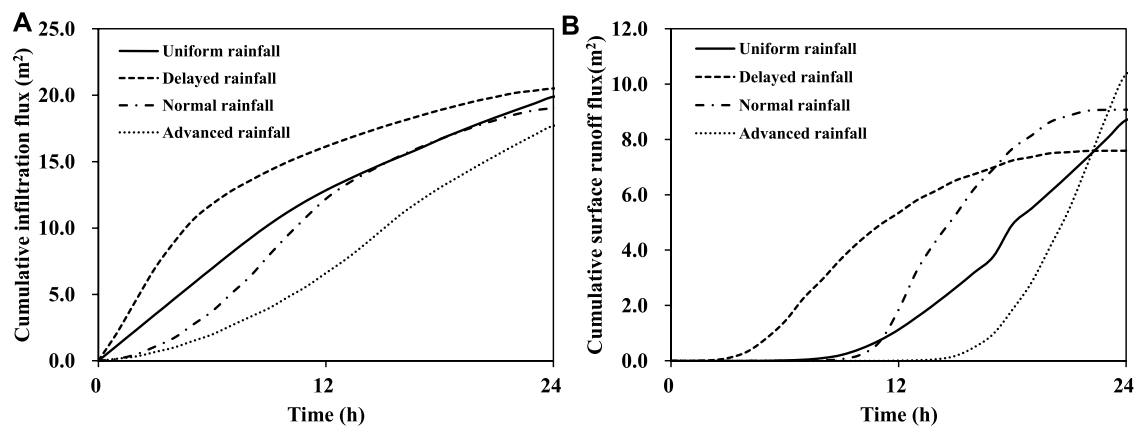 A
Cumulative infiltration flux (m²)
25.0
20.0
15.0
10.0
5.0
0.0
Uniform rainfall
Delayed rainfall
Normal rainfall
Advanced rainfall
0
12
24
Time (h)
B
Cumulative surface runoff flux(m²)
12.0
10.0
8.0
6.0
4.0
2.0
0.0
Uniform rainfall
Delayed rainfall
Normal rainfall
Advanced rainfall
0
12
24
Time (h)